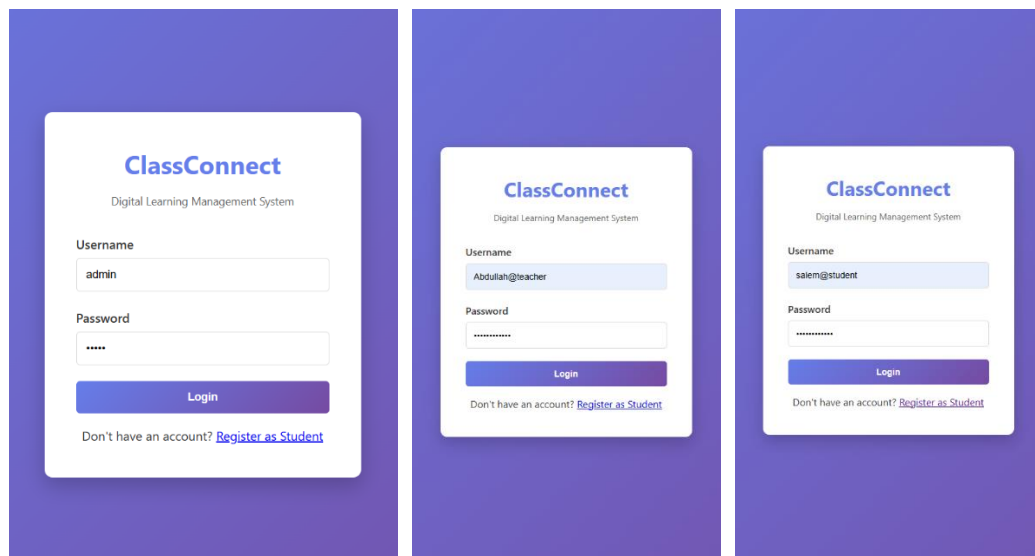 ClassConnect
Digital Learning Management System
Username
admin
Password
•••••
Login
Don't have an account? Register as Student
ClassConnect
Digital Learning Management System
Username
Abdullah@teacher
Password
••••••••••••
Login
Don't have an account? Register as Student
ClassConnect
Digital Learning Management System
Username
salem@student
Password
••••••••••••
Login
Don't have an account? Register as Student